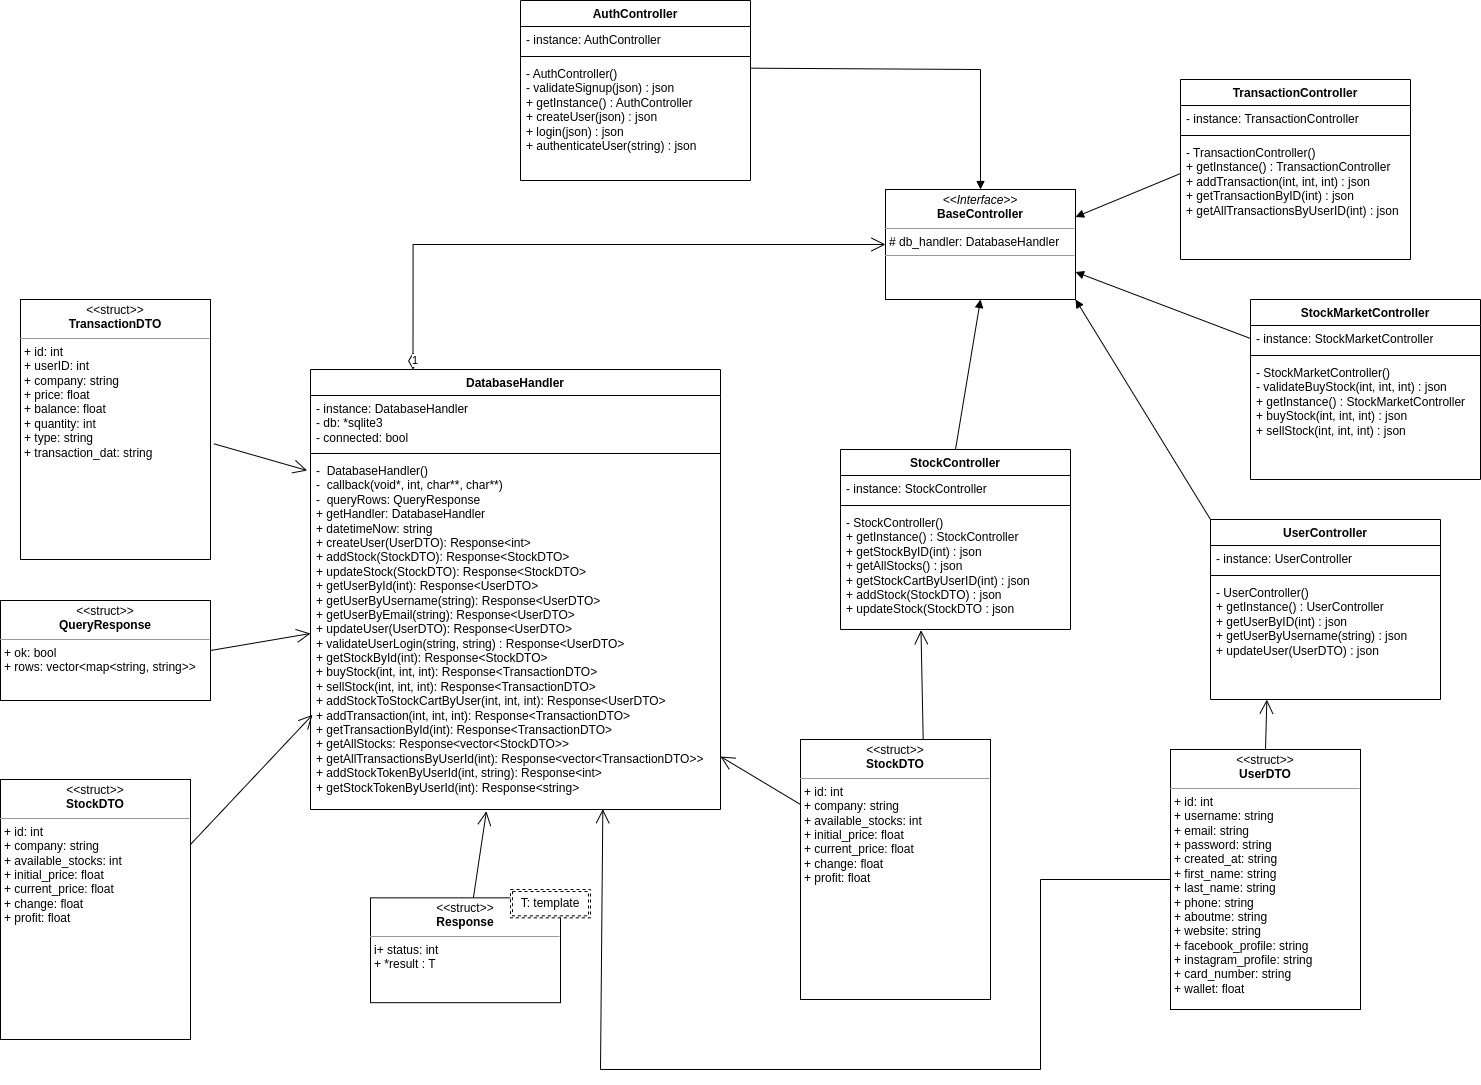 AuthController
- instance: AuthController
- AuthController()
- validateSignup(json) : json
+ getInstance() : AuthController
+ createUser(json) : json
+ login(json) : json
+ authenticateUser(string) : json
TransactionController
- instance: TransactionController
- TransactionController()
+ getInstance() : TransactionController
+ addTransaction(int, int, int) : json
+ getTransactionByID(int) : json
+ getAllTransactionsByUserID(int) : json
<<Interface>>
BaseController
# db_handler: DatabaseHandler
StockMarketController
- instance: StockMarketController
- StockMarketController()
- validateBuyStock(int, int, int) : json
+ getInstance() : StockMarketController
+ buyStock(int, int, int) : json
+ sellStock(int, int, int) : json
<<struct>>
TransactionDTO
+ id: int
+ userID: int
+ company: string
+ price: float
+ balance: float
+ quantity: int
+ type: string
+ transaction_dat: string
1
DatabaseHandler
- instance: DatabaseHandler
- db: *sqlite3
- connected: bool
- DatabaseHandler()
- callback(void*, int, char**, char**)
- queryRows: QueryResponse
+ getHandler: DatabaseHandler
+ datetimeNow: string
+ createUser(UserDTO): Response<int>
+ addStock(StockDTO): Response<StockDTO>
+ updateStock(StockDTO): Response<StockDTO>
+ getUserById(int): Response<UserDTO>
+ getUserByUsername(string): Response<UserDTO>
+ getUserByEmail(string): Response<UserDTO>
+ updateUser(UserDTO): Response<UserDTO>
+ validateUserLogin(string, string) : Response<UserDTO>
+ getStockById(int): Response<StockDTO>
+ buyStock(int, int, int): Response<TransactionDTO>
+ sellStock(int, int, int): Response<TransactionDTO>
+ addStockToStockCartByUser(int, int, int): Response<UserDTO>
+ addTransaction(int, int, int): Response<TransactionDTO>
+ getTransactionById(int): Response<TransactionDTO>
+ getAllStocks: Response<vector<StockDTO>>
+ getAllTransactionsByUserId(int): Response<vector<TransactionDTO>>
+ addStockTokenByUserId(int, string): Response<int>
+ getStockTokenByUserId(int): Response<string>
StockController
- instance: StockController
- StockController()
+ getInstance() : StockController
+ getStockByID(int) : json
+ getAllStocks() : json
+ getStockCartByUserID(int) : json
+ addStock(StockDTO) : json
+ updateStock(StockDTO : json
UserController
- instance: UserController
- UserController()
+ getInstance() : UserController
+ getUserByID(int) : json
+ getUserByUsername(string) : json
+ updateUser(UserDTO) : json
<<struct>>
QueryResponse
+ ok: bool
+ rows: vector<map<string, string>>
<<struct>>
StockDTO
+ id: int
+ company: string
+ available_stocks: int
+ initial_price: float
+ current_price: float
+ change: float
+ profit: float
<<struct>>
Response
T: template
i+ status: int
+ *result : T
<<struct>>
StockDTO
+ id: int
+ company: string
+ available_stocks: int
+ initial_price: float
+ current_price: float
+ change: float
+ profit: float
<<struct>>
UserDTO
+ id: int
+ username: string
+ email: string
+ password: string
+ created_at: string
+ first_name: string
+ last_name: string
+ phone: string
+ aboutme: string
+ website: string
+ facebook_profile: string
+ instagram_profile: string
+ card_number: string
+ wallet: float